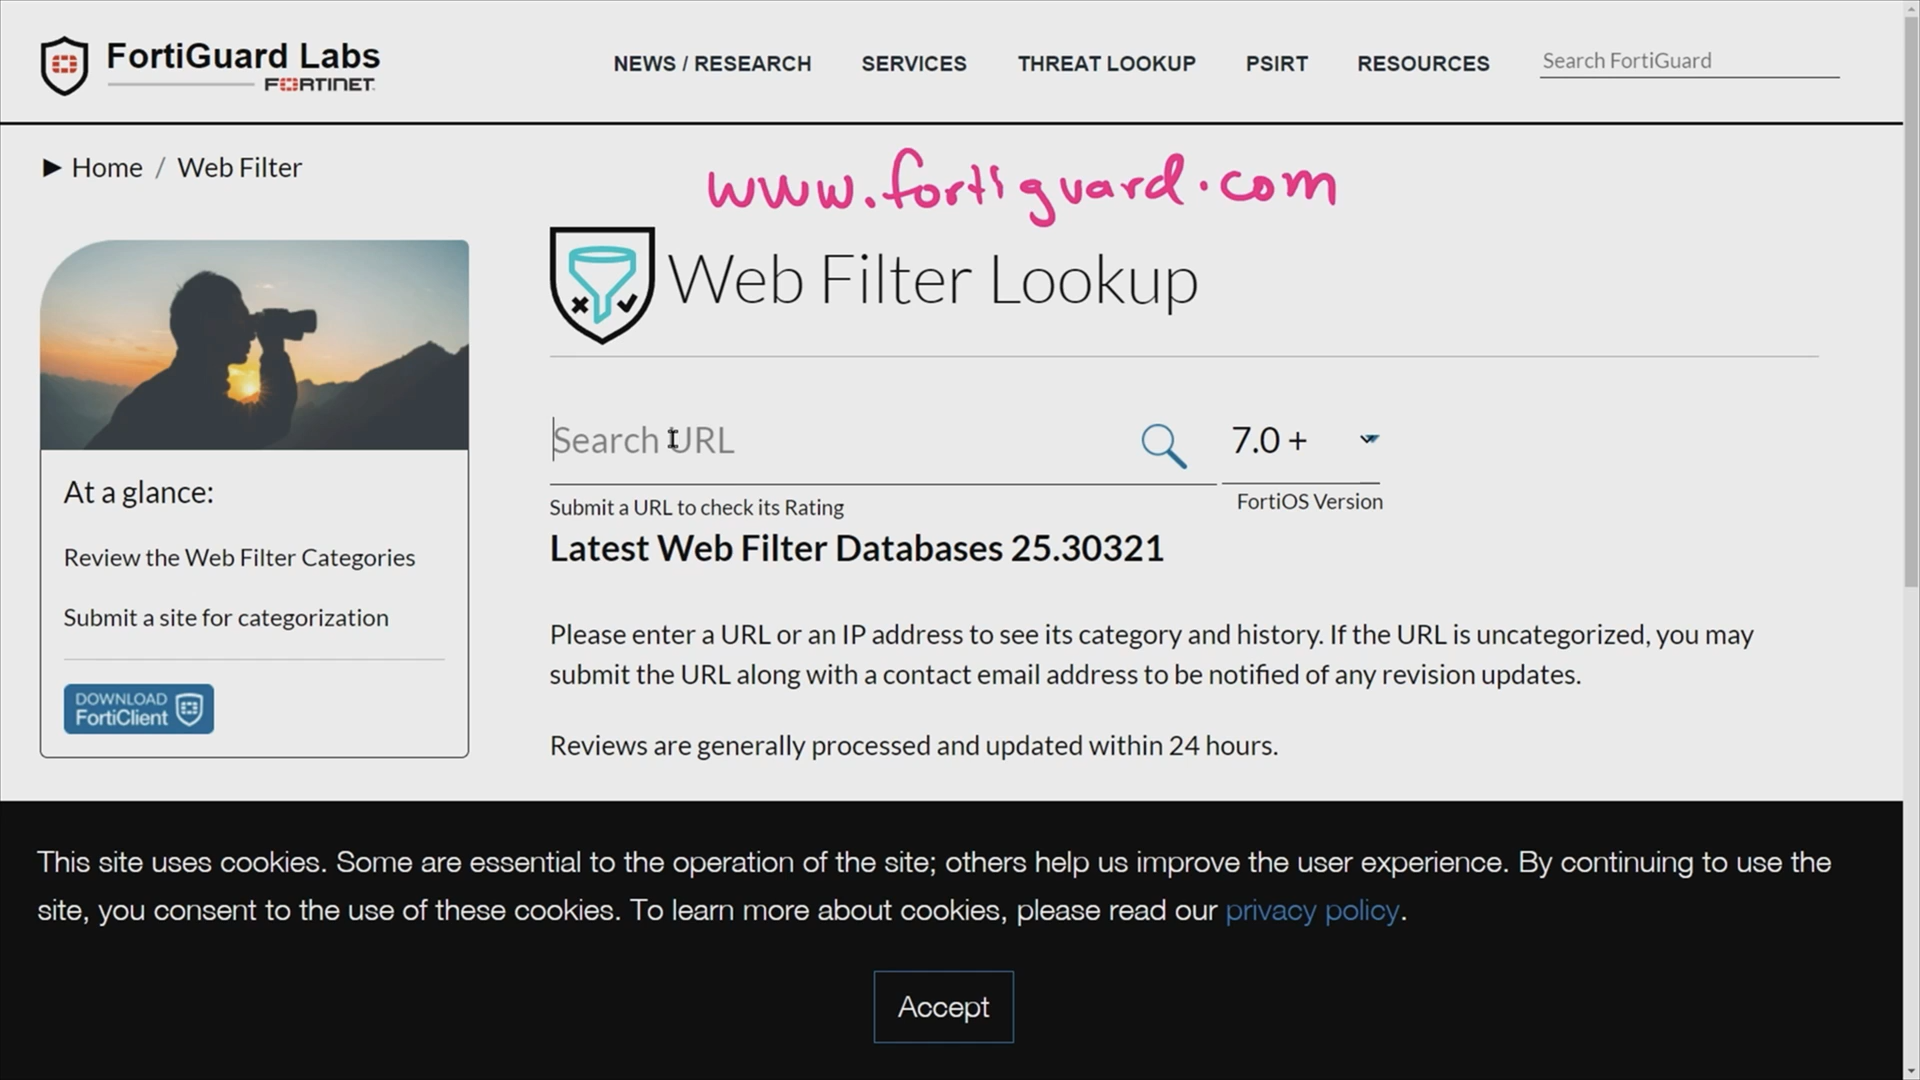 FortiGuard Labs
FORTINET
NEWS / RESEARCH
SERVICES
THREAT LOOKUP
PSIRT
RESOURCES
Search FortiGuard
Home / Web Filter
www.fortiguard.com
Web Filter Lookup
Search URL
7.0 +
Submit a URL to check its Rating
FortiOS Version
Latest Web Filter Databases 25.30321
Please enter a URL or an IP address to see its category and history. If the URL is uncategorized, you may
submit the URL along with a contact email address to be notified of any revision updates.
Reviews are generally processed and updated within 24 hours.
At a glance:
Review the Web Filter Categories
Submit a site for categorization
DOWNLOAD
FortiClient
This site uses cookies. Some are essential to the operation of the site; others help us improve the user experience. By continuing to use the
site, you consent to the use of these cookies. To learn more about cookies, please read our privacy policy.
Accept